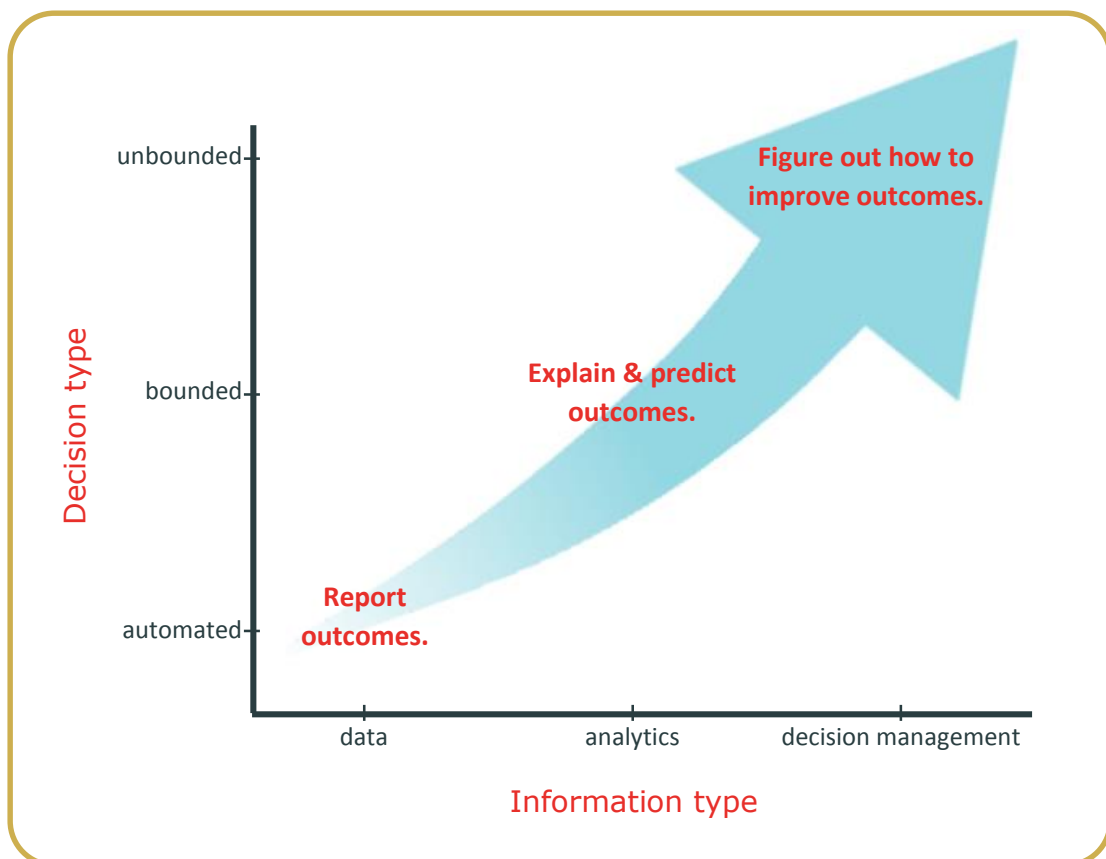 unbounded
Figure out how to
improve outcomes.
Decision type
bounded
Explain & predict
outcomes.
Report
outcomes.
automated
data
analytics
decision management
Information type